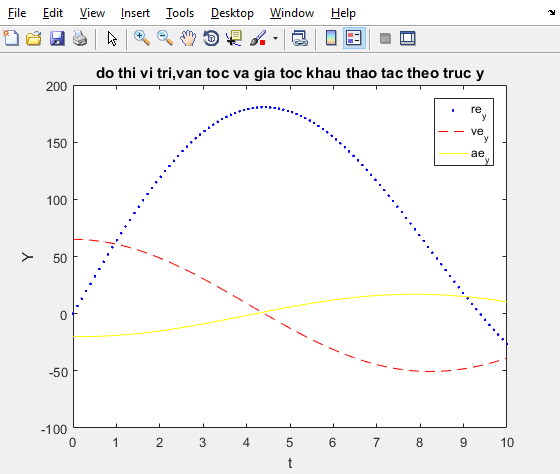 File Edit View Insert Tools Desktop Window Help
do thi vi tri,van toc va gia toc khau thao tac theo truc y
200
150
100
50
0
-50
-100
Y
re_y
ve_y
ae_y
0 1 2 3 4 5 6 7 8 9 10
t